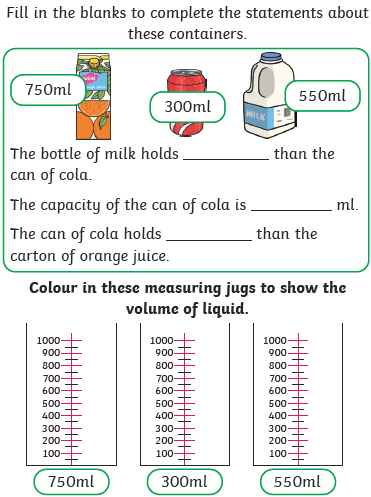 Fill in the blanks to complete the statements about
these containers.
750ml
300ml
550ml
MILK
The bottle of milk holds __________ than the
can of cola.
The capacity of the can of cola is __________ ml.
The can of cola holds __________ than the
carton of orange juice.
Colour in these measuring jugs to show the
volume of liquid.
1000 1000 1000
900 900 900
800 800 800
700 700 700
600 600 600
500 500 500
400 400 400
300 300 300
200 200 200
100 100 100
750ml 300ml 550ml